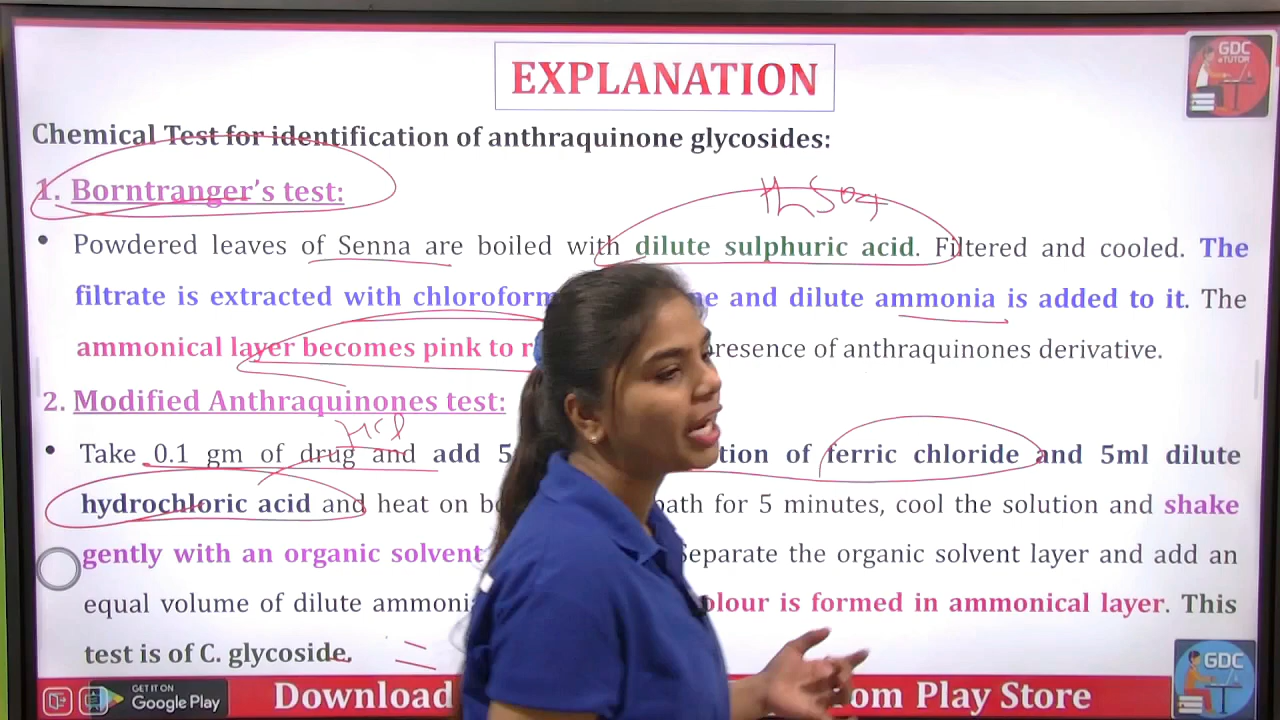 EXPLANATION
GDC
TUTOR
Chemical Test for identification of anthraquinone glycosides:
1. Borntranger's test:
H2SO4
• Powdered leaves of Senna are boiled with dilute sulphuric acid. Filtered and cooled. The
filtrate is extracted with chloroform and dilute ammonia is added to it. The
ammonical layer becomes pink to presence of anthraquinones derivative.
2. Modified Anthraquinones test:
HCl
• Take 0.1 gm of drug and add 5 of ferric chloride and 5ml dilute
hydrochloric acid and heat on for 5 minutes, cool the solution and shake
gently with an organic solvent Separate the organic solvent layer and add an
equal volume of dilute is formed in ammonical layer. This
test is of C. glycoside.
GDC
GET IT ON
Google Play
Download Play Store